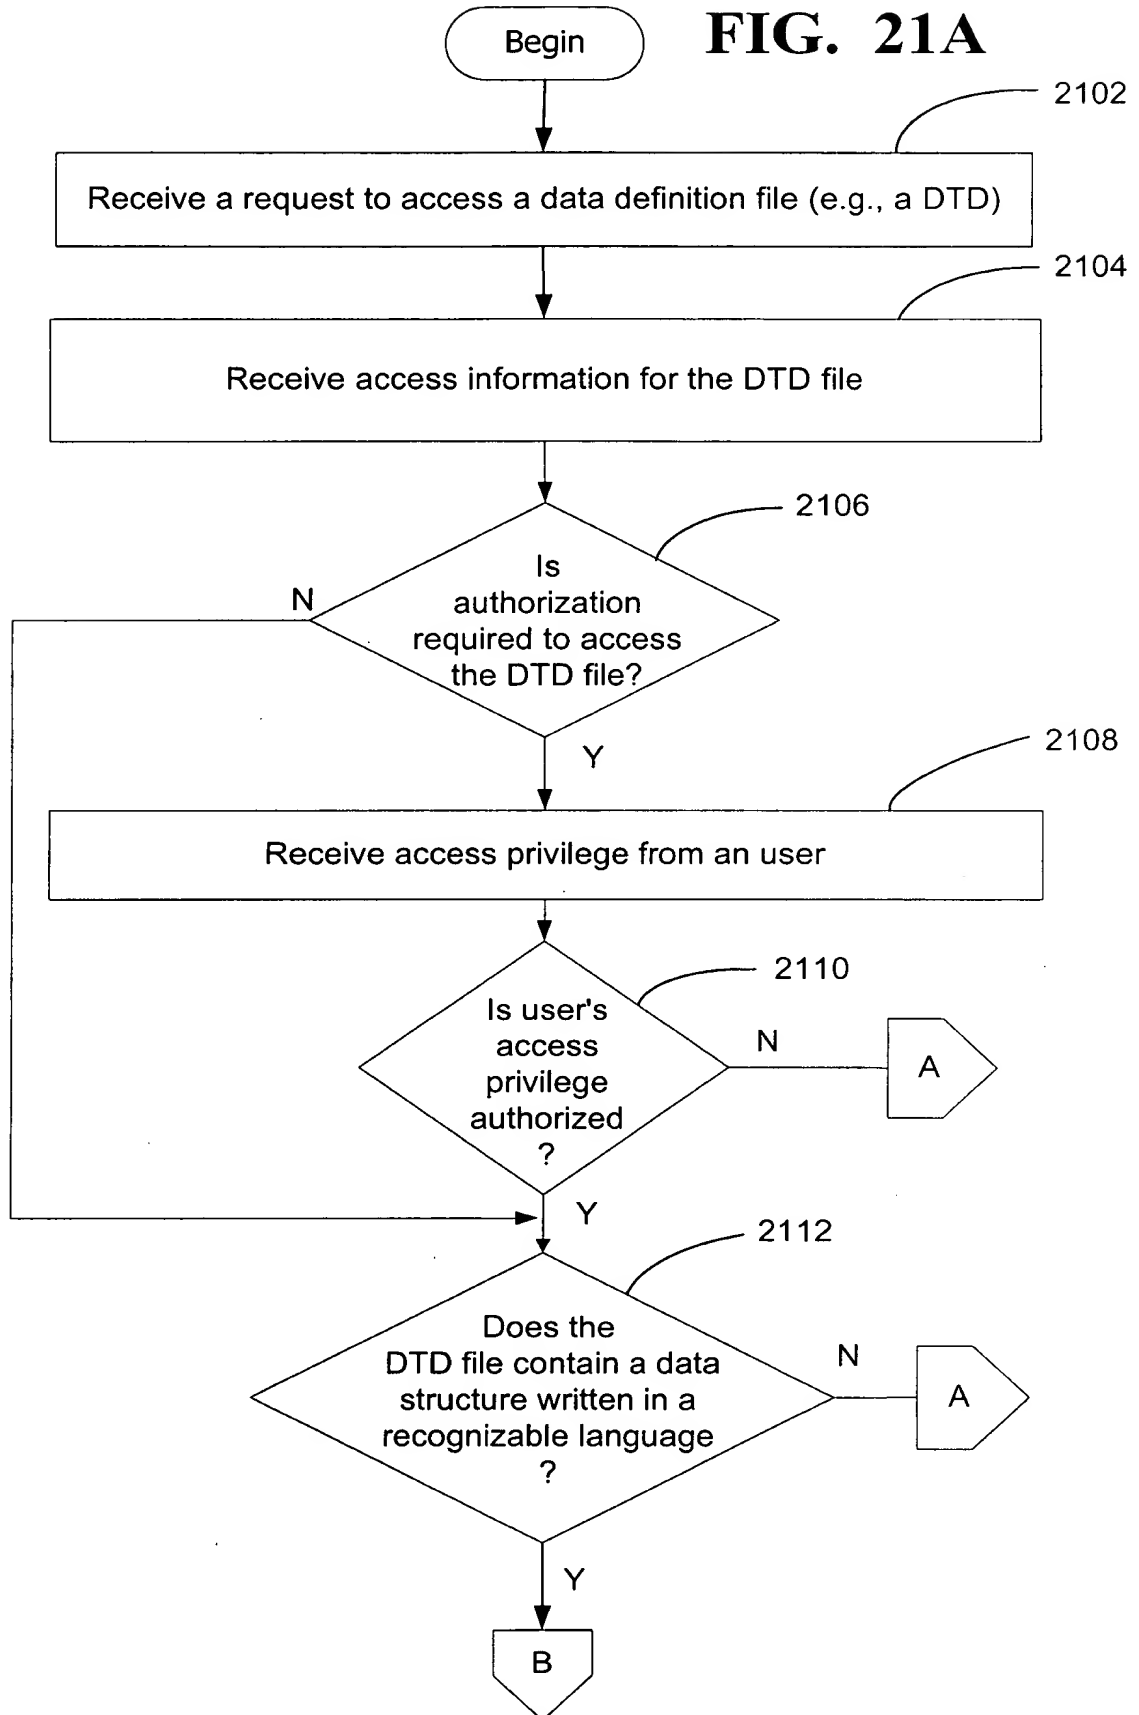 Begin
FIG. 21A
2102
Receive a request to access a data definition file (e.g., a DTD)
2104
Receive access information for the DTD file
2106
Is
authorization
required to access
the DTD file?
N
Y
2108
Receive access privilege from an user
2110
Is user's
access
privilege
authorized
?
N
A
Y
2112
Does the
DTD file contain a data
structure written in a
recognizable language
?
N
A
Y
B